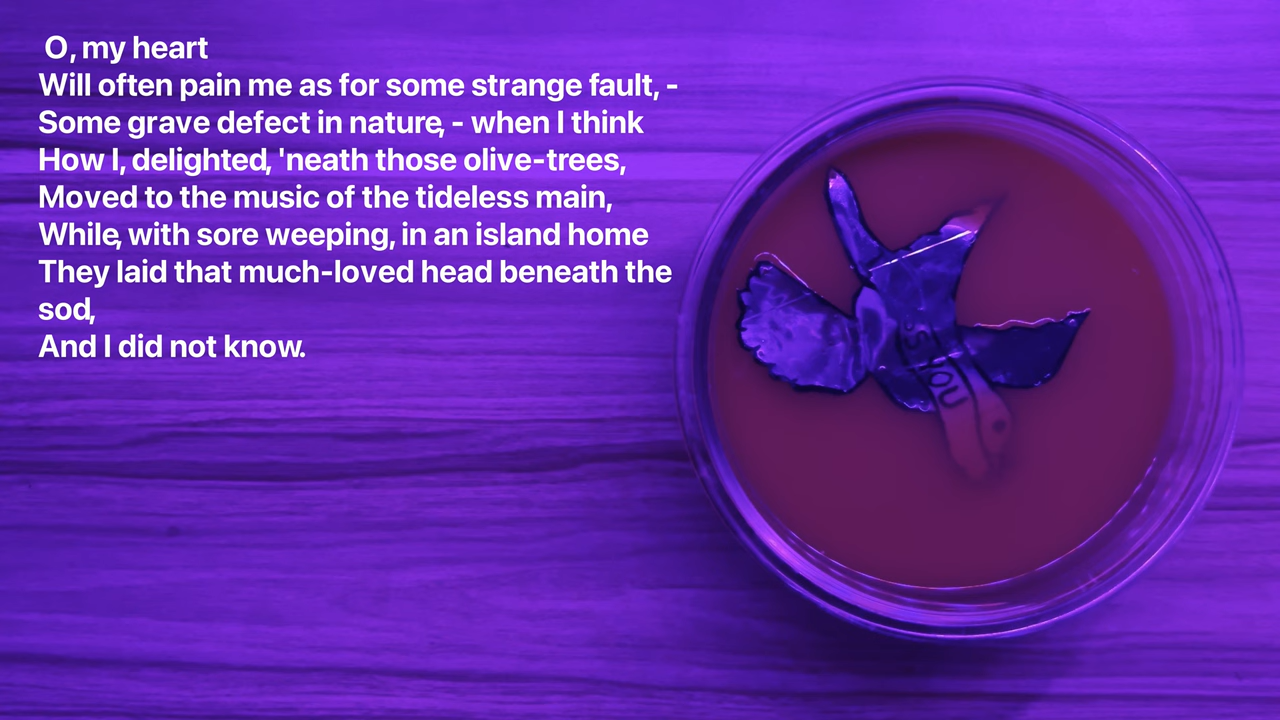 O, my heart
Will often pain me as for some strange fault, -
Some grave defect in nature, - when I think
How I, delighted, 'neath those olive-trees,
Moved to the music of the tideless main,
While, with sore weeping, in an island home
They laid that much-loved head beneath the
sod,
And I did not know.
YOU